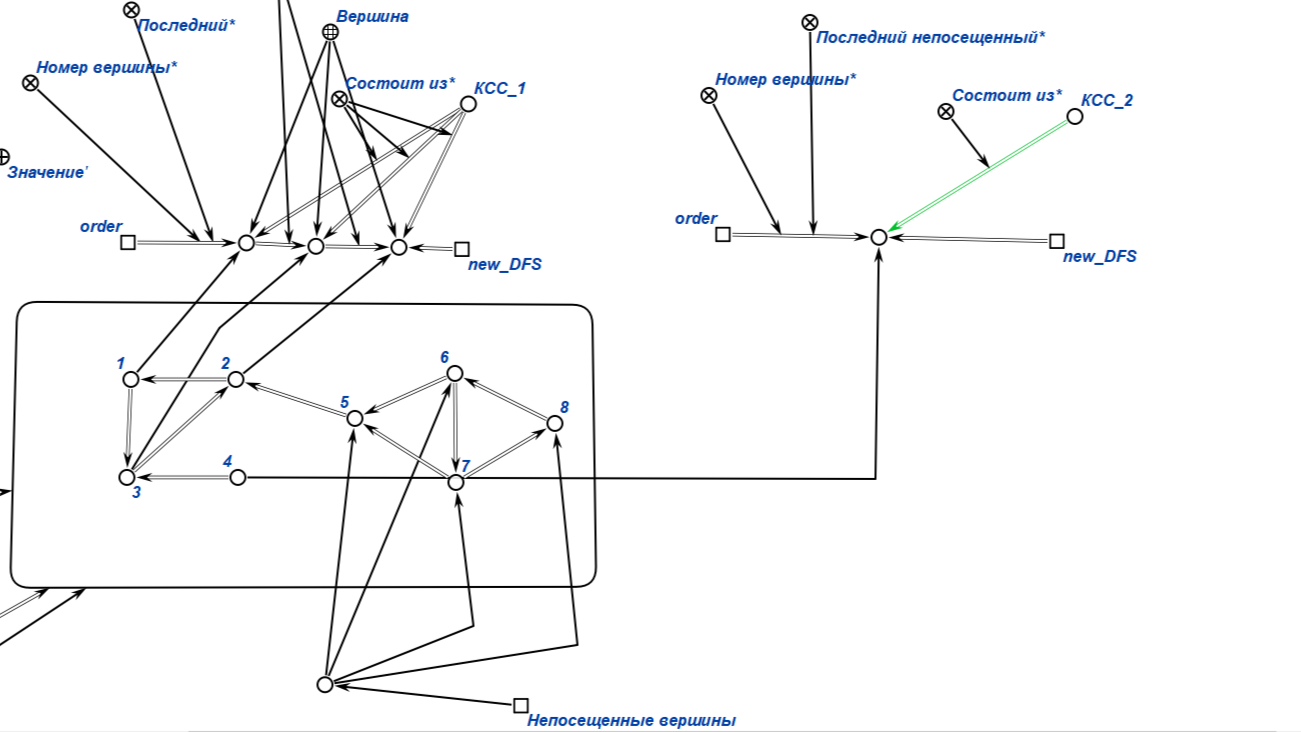 Последний*
Вершина
Последний непосещенный*
Номер вершины*
Состоит из*
КСС_1
Номер вершины*
Состоит из*
КСС_2
Значение'
order
new_DFS
order
new_DFS
1
2
6
5
8
4
7
3
Непосещенные вершины